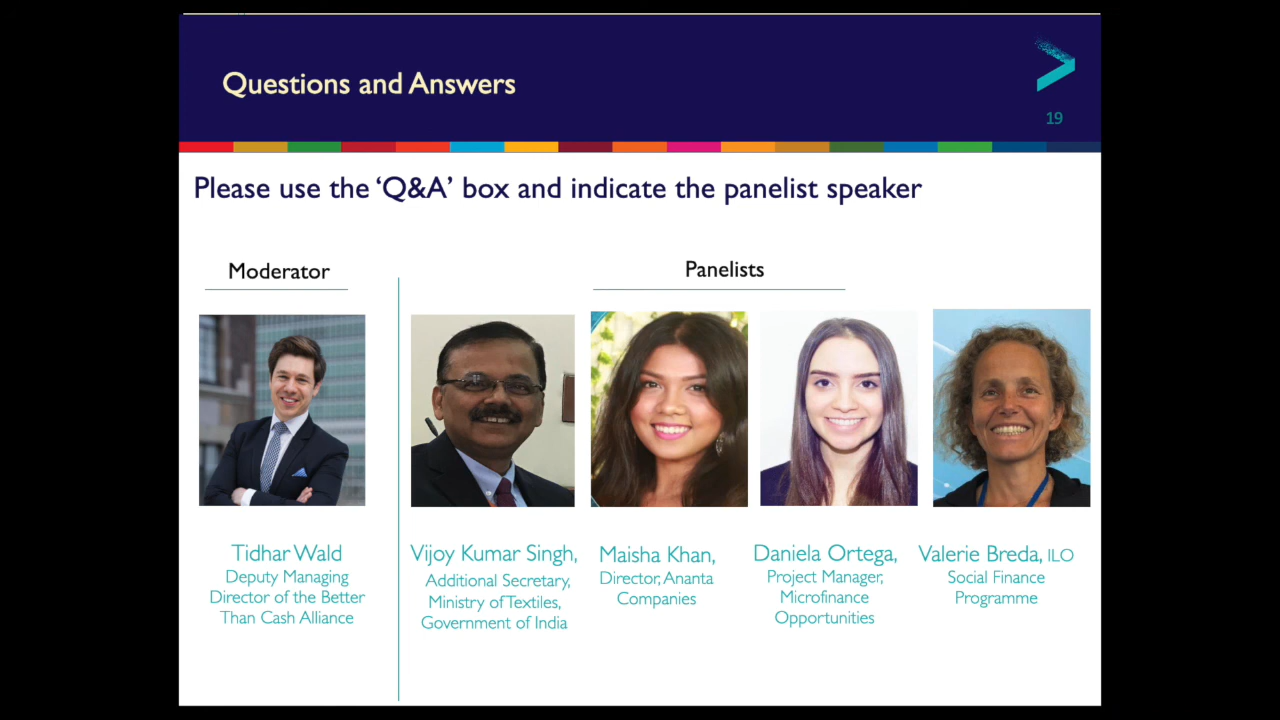 Questions and Answers
19
Please use the ‘Q&A’ box and indicate the panelist speaker
Moderator
Panelists
Tidhar Wald
Deputy Managing
Director of the Better
Than Cash Alliance
Vijoy Kumar Singh,
Additional Secretary,
Ministry of Textiles,
Government of India
Maisha Khan,
Director, Ananta
Companies
Daniela Ortega,
Project Manager,
Microfinance
Opportunities
Valerie Breda, ILO
Social Finance
Programme